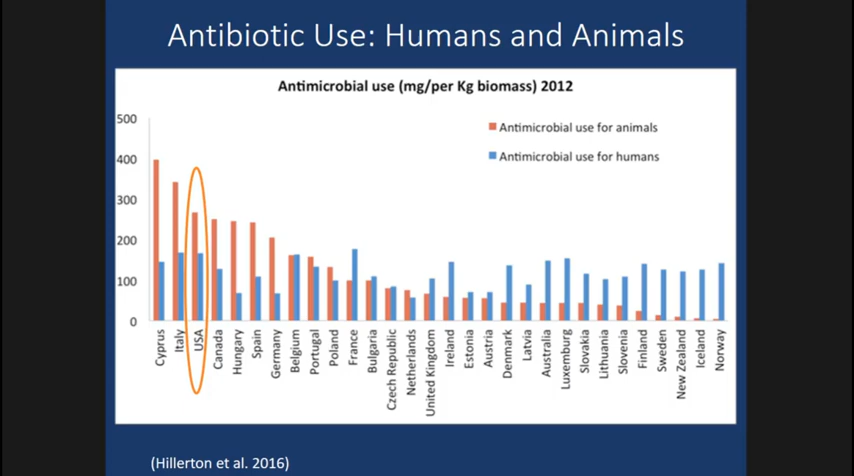 Antibiotic Use: Humans and Animals
Antimicrobial use (mg/per Kg biomass) 2012
500
400
300
200
100
0
Antimicrobial use for animals
Antimicrobial use for humans
Cyprus
Italy
USA
Canada
Hungary
Spain
Germany
Belgium
Portugal
Poland
France
Bulgaria
Czech Republic
Netherlands
United Kingdom
Ireland
Estonia
Austria
Denmark
Latvia
Australia
Luxemburg
Slovakia
Lithuania
Slovenia
Finland
Sweden
New Zealand
Iceland
Norway
(Hillerton et al. 2016)